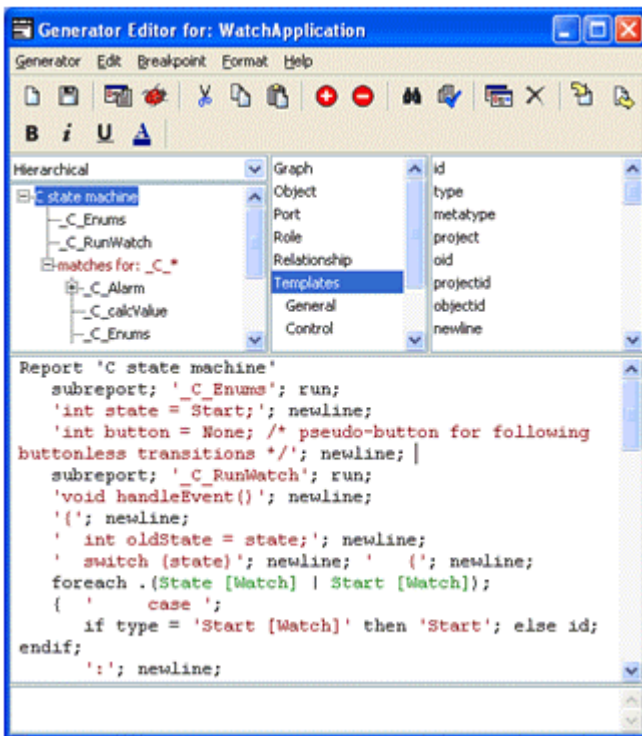 Generator Editor for: WatchApplication
Generator Edit Breakpoint Format Help
B i U A
Hierarchical
C state machine
_C_Enums
_C_RunWatch
matches for: _C_*
_C_Alarm
_C_calcValue
_C_Enums
Graph
Object
Port
Role
Relationship
Templates
General
Control
id
type
metatype
project
oid
projectid
objectid
newline
Report 'C state machine'
subreport; '_C_Enums'; run;
'int state = Start;'; newline;
'int button = None; /* pseudo-button for following
buttonless transitions */'; newline;
subreport; '_C_RunWatch'; run;
'void handleEvent()'; newline;
'{'; newline;
'  int oldState = state;'; newline;
'  switch (state)'; newline; '   {'; newline;
foreach .(State [Watch] | Start [Watch]);
{  '     case ';
if type = 'Start [Watch]' then 'Start'; else id;
endif;
':'; newline;